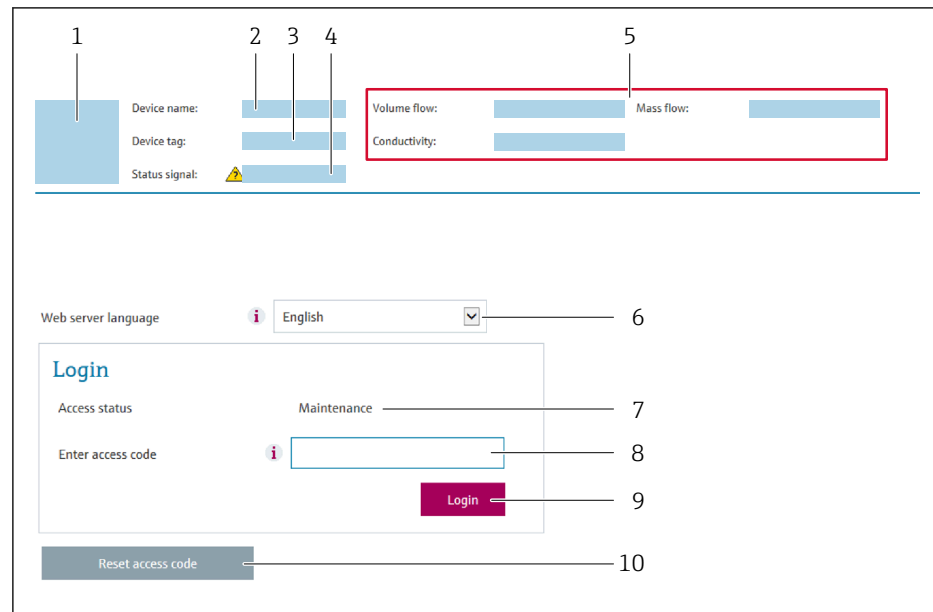 1 2 3 4 5
Device name: Volume flow: Mass flow:
Device tag: Conductivity:
Status signal: ?
Web server language i English 6
Login
Access status Maintenance 7
Enter access code i 8
Login 9
Reset access code 10